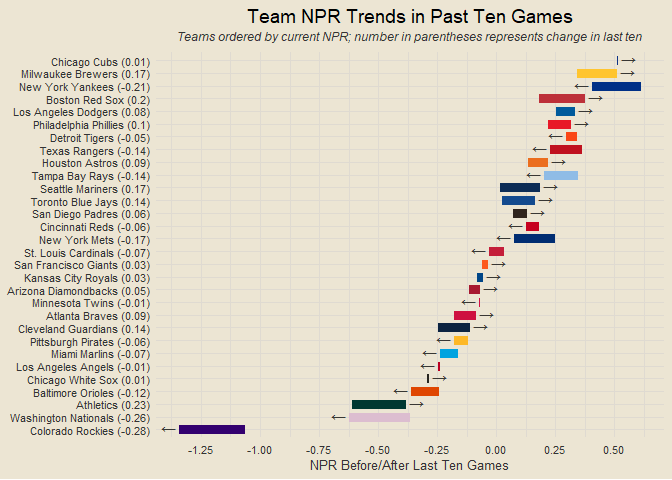 Team NPR Trends in Past Ten Games
Teams ordered by current NPR; number in parentheses represents change in last ten
Chicago Cubs (0.01)
Milwaukee Brewers (0.17)
New York Yankees (-0.21)
Boston Red Sox (0.2)
Los Angeles Dodgers (0.08)
Philadelphia Phillies (0.1)
Detroit Tigers (-0.05)
Texas Rangers (-0.14)
Houston Astros (0.09)
Tampa Bay Rays (-0.14)
Seattle Mariners (0.17)
Toronto Blue Jays (0.14)
San Diego Padres (0.06)
Cincinnati Reds (-0.06)
New York Mets (-0.17)
St. Louis Cardinals (-0.07)
San Francisco Giants (0.03)
Kansas City Royals (0.03)
Arizona Diamondbacks (0.05)
Minnesota Twins (-0.01)
Atlanta Braves (0.09)
Cleveland Guardians (0.14)
Pittsburgh Pirates (-0.06)
Miami Marlins (-0.07)
Los Angeles Angels (-0.01)
Chicago White Sox (0.01)
Baltimore Orioles (-0.12)
Athletics (0.23)
Washington Nationals (-0.26)
Colorado Rockies (-0.28)
-1.25 -1.00 -0.75 -0.50 -0.25 0.00 0.25 0.50
NPR Before/After Last Ten Games